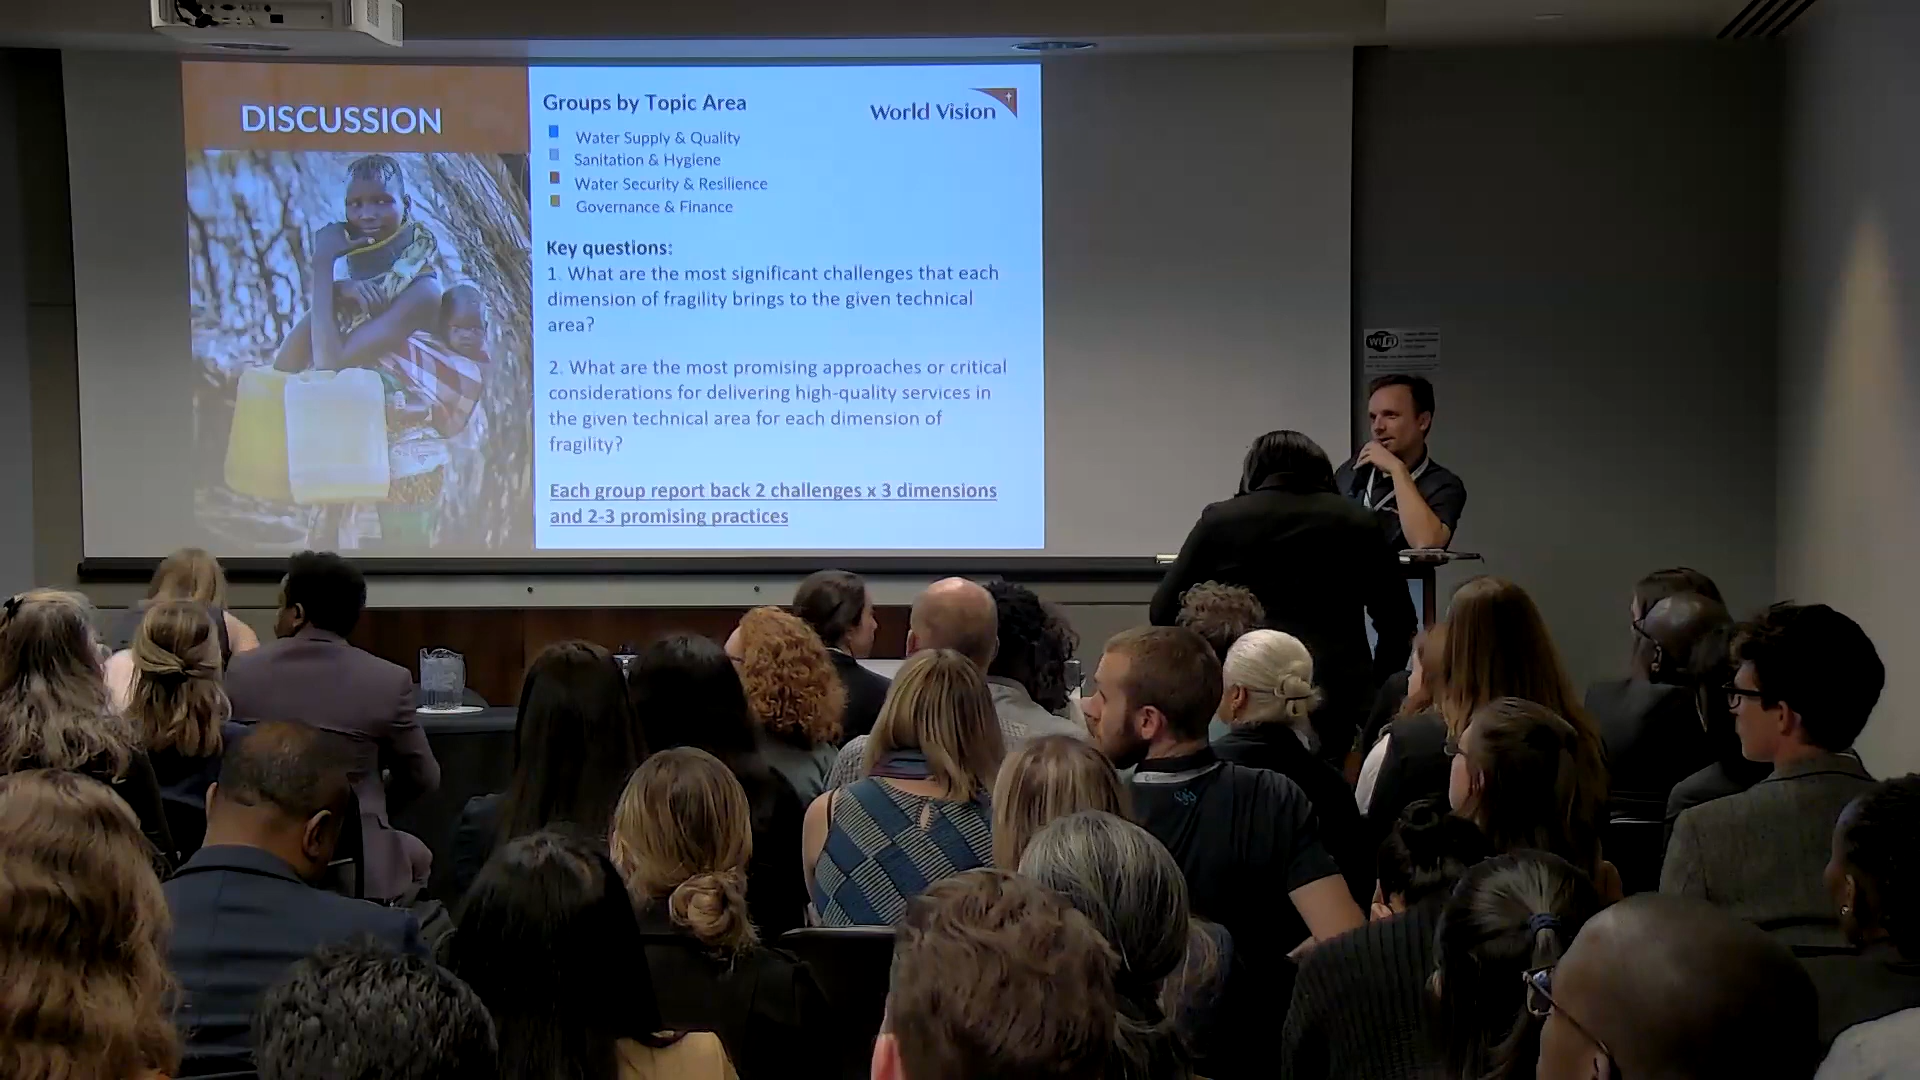 DISCUSSION
Groups by Topic Area
World Vision
Water Supply & Quality
Sanitation & Hygiene
Water Security & Resilience
Governance & Finance
Key questions:
1. What are the most significant challenges that each
dimension of fragility brings to the given technical
area?
2. What are the most promising approaches or critical
considerations for delivering high-quality services in
the given technical area for each dimension of
fragility?
Each group report back 2 challenges x 3 dimensions
and 2-3 promising practices
WiFi